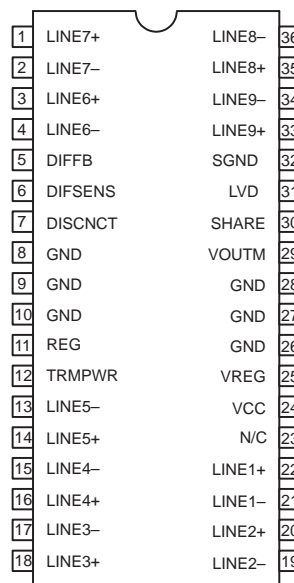 1 LINE7+ LINE8– 36
2 LINE7– LINE8+ 35
3 LINE6+ LINE9– 34
4 LINE6– LINE9+ 33
5 DIFFB SGND 32
6 DIFSENS LVD 31
7 DISCNCT SHARE 30
8 GND VOUTM 29
9 GND GND 28
10 GND GND 27
11 REG GND 26
12 TRMPWR VREG 25
13 LINE5– VCC 24
14 LINE5+ N/C 23
15 LINE4– LINE1+ 22
16 LINE4+ LINE1– 21
17 LINE3– LINE2+ 20
18 LINE3+ LINE2– 19